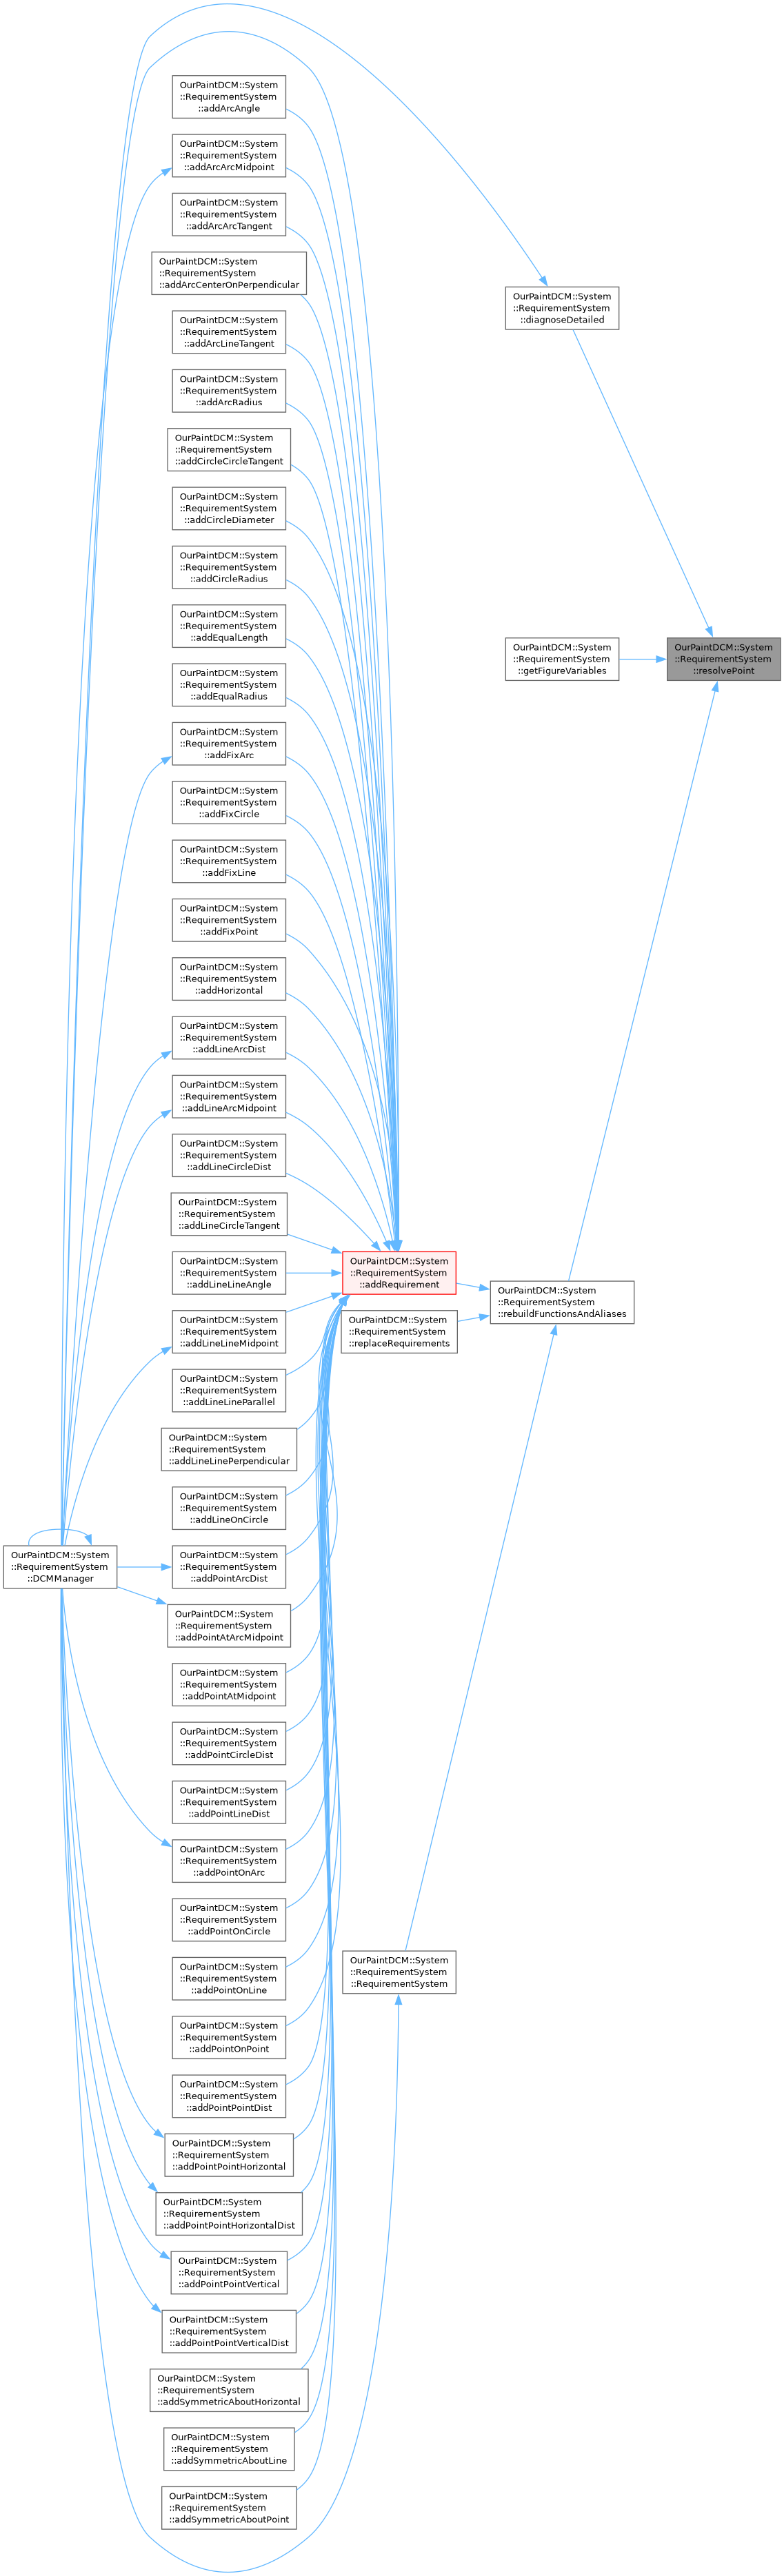 OurPaintDCM::System
::RequirementSystem
::addArcAngle
OurPaintDCM::System
::RequirementSystem
::addArcArcMidpoint
OurPaintDCM::System
::RequirementSystem
::addArcArcTangent
OurPaintDCM::System
::RequirementSystem
::addArcCenterOnPerpendicular
OurPaintDCM::System
::RequirementSystem
::diagnoseDetailed
OurPaintDCM::System
::RequirementSystem
::addArcLineTangent
OurPaintDCM::System
::RequirementSystem
::addArcRadius
OurPaintDCM::System
::RequirementSystem
::addCircleCircleTangent
OurPaintDCM::System
::RequirementSystem
::addCircleDiameter
OurPaintDCM::System
::RequirementSystem
::addCircleRadius
OurPaintDCM::System
::RequirementSystem
::addEqualLength
OurPaintDCM::System
::RequirementSystem
::getFigureVariables
OurPaintDCM::System
::RequirementSystem
::resolvePoint
OurPaintDCM::System
::RequirementSystem
::addEqualRadius
OurPaintDCM::System
::RequirementSystem
::addFixArc
OurPaintDCM::System
::RequirementSystem
::addFixCircle
OurPaintDCM::System
::RequirementSystem
::addFixLine
OurPaintDCM::System
::RequirementSystem
::addFixPoint
OurPaintDCM::System
::RequirementSystem
::addHorizontal
OurPaintDCM::System
::RequirementSystem
::addLineArcDist
OurPaintDCM::System
::RequirementSystem
::addLineArcMidpoint
OurPaintDCM::System
::RequirementSystem
::addLineCircleDist
OurPaintDCM::System
::RequirementSystem
::addLineCircleTangent
OurPaintDCM::System
::RequirementSystem
::addLineLineAngle
OurPaintDCM::System
::RequirementSystem
::addRequirement
OurPaintDCM::System
::RequirementSystem
::rebuildFunctionsAndAliases
OurPaintDCM::System
::RequirementSystem
::addLineLineMidpoint
OurPaintDCM::System
::RequirementSystem
::replaceRequirements
OurPaintDCM::System
::RequirementSystem
::addLineLineParallel
OurPaintDCM::System
::RequirementSystem
::addLineLinePerpendicular
OurPaintDCM::System
::RequirementSystem
::addLineOnCircle
OurPaintDCM::System
::RequirementSystem
::DCMManager
OurPaintDCM::System
::RequirementSystem
::addPointArcDist
OurPaintDCM::System
::RequirementSystem
::addPointAtArcMidpoint
OurPaintDCM::System
::RequirementSystem
::addPointAtMidpoint
OurPaintDCM::System
::RequirementSystem
::addPointCircleDist
OurPaintDCM::System
::RequirementSystem
::addPointLineDist
OurPaintDCM::System
::RequirementSystem
::addPointOnArc
OurPaintDCM::System
::RequirementSystem
::addPointOnCircle
OurPaintDCM::System
::RequirementSystem
::addPointOnLine
OurPaintDCM::System
::RequirementSystem
::RequirementSystem
OurPaintDCM::System
::RequirementSystem
::addPointOnPoint
OurPaintDCM::System
::RequirementSystem
::addPointPointDist
OurPaintDCM::System
::RequirementSystem
::addPointPointHorizontal
OurPaintDCM::System
::RequirementSystem
::addPointPointHorizontalDist
OurPaintDCM::System
::RequirementSystem
::addPointPointVertical
OurPaintDCM::System
::RequirementSystem
::addPointPointVerticalDist
OurPaintDCM::System
::RequirementSystem
::addSymmetricAboutHorizontal
OurPaintDCM::System
::RequirementSystem
::addSymmetricAboutLine
OurPaintDCM::System
::RequirementSystem
::addSymmetricAboutPoint